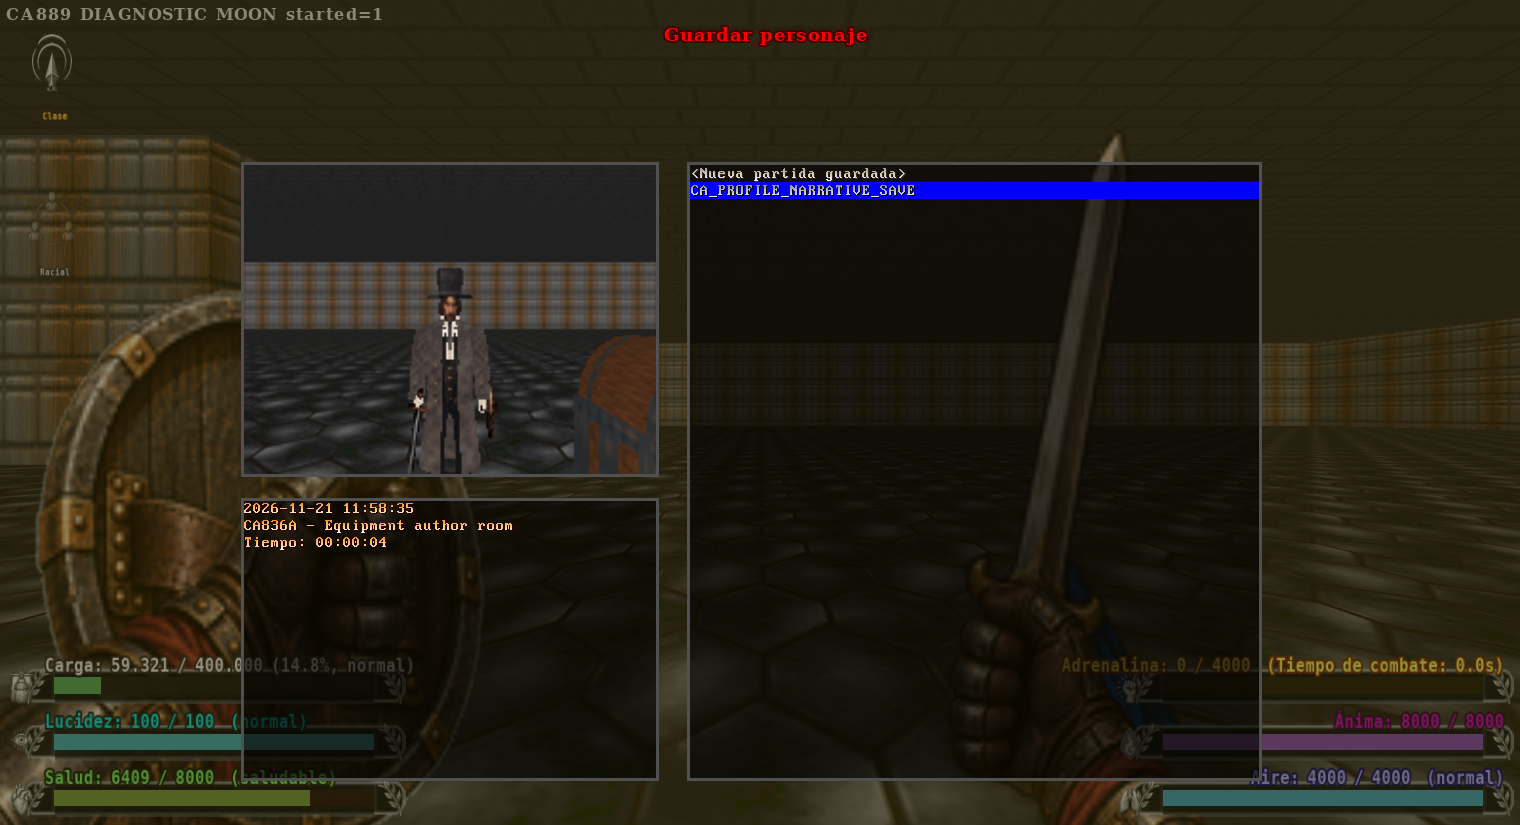 CA889 DIAGNOSTIC MOON started=1
Guardar personaje
Clase
Racial
<Nueva partida guardada>
CA_PROFILE_NARRATIVE_SAVE
2026-11-21 11:58:35
CA836A - Equipment author room
Tiempo: 00:00:04
Carga: 59.321 / 400.000 (14.8%, normal)
Lucidez: 100 / 100 (normal)
Salud: 6409 / 8000 (saludable)
Adrenalina: 0 / 4000 (Tiempo de combate: 0.0s)
Ánima: 8000 / 8000
Aire: 4000 / 4000 (normal)